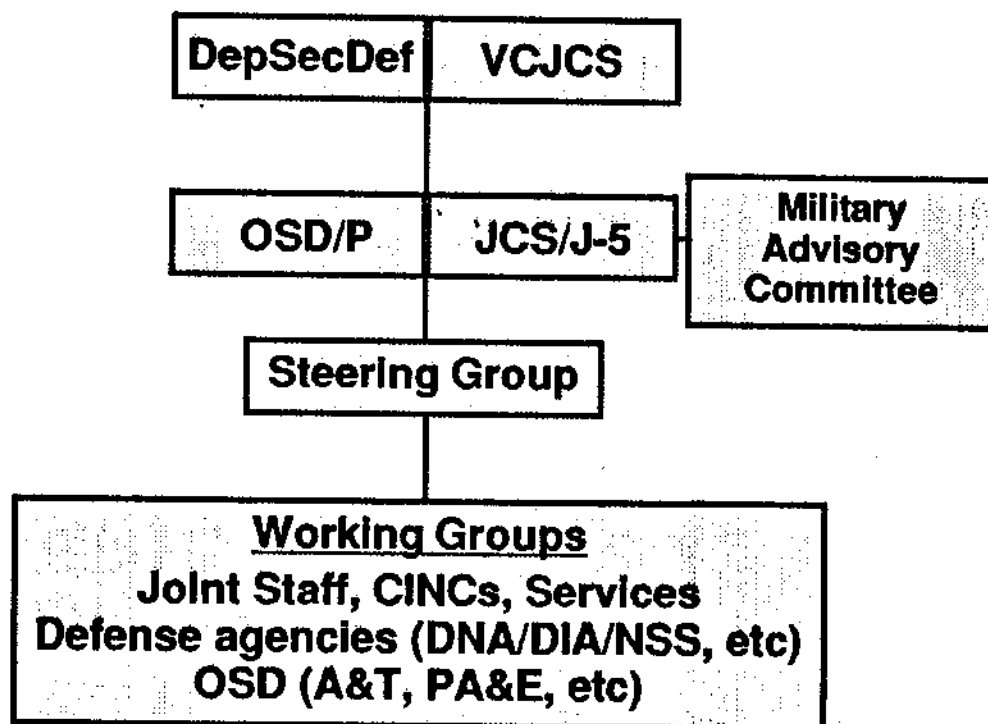 DepSecDef VCJCS
OSD/P JCS/J-5
Military
Advisory
Committee
Steering Group
Working Groups
Joint Staff, CINCs, Services
Defense agencies (DNA/DIA/NSS, etc)
OSD (A&T, PA&E, etc)